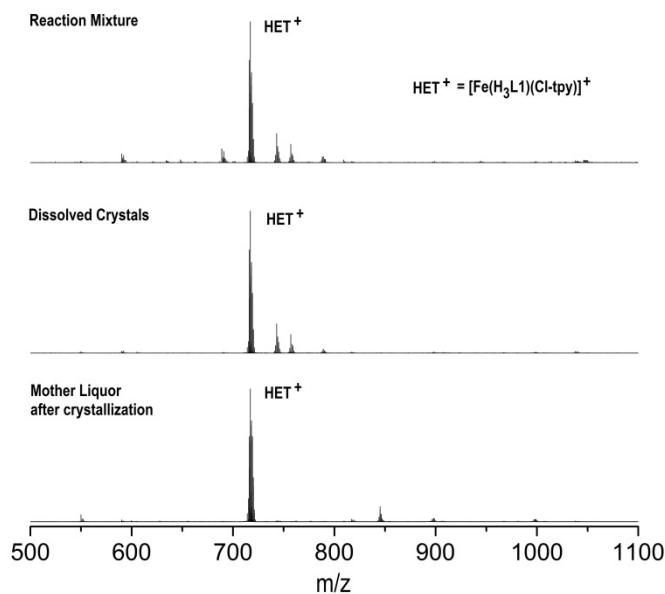 Reaction Mixture
HET+
HET+ = [Fe(H3L1)(Cl-tpy)]+
Dissolved Crystals
HET+
Mother Liquor
after crystallization
HET+
500 600 700 800 900 1000 1100
m/z